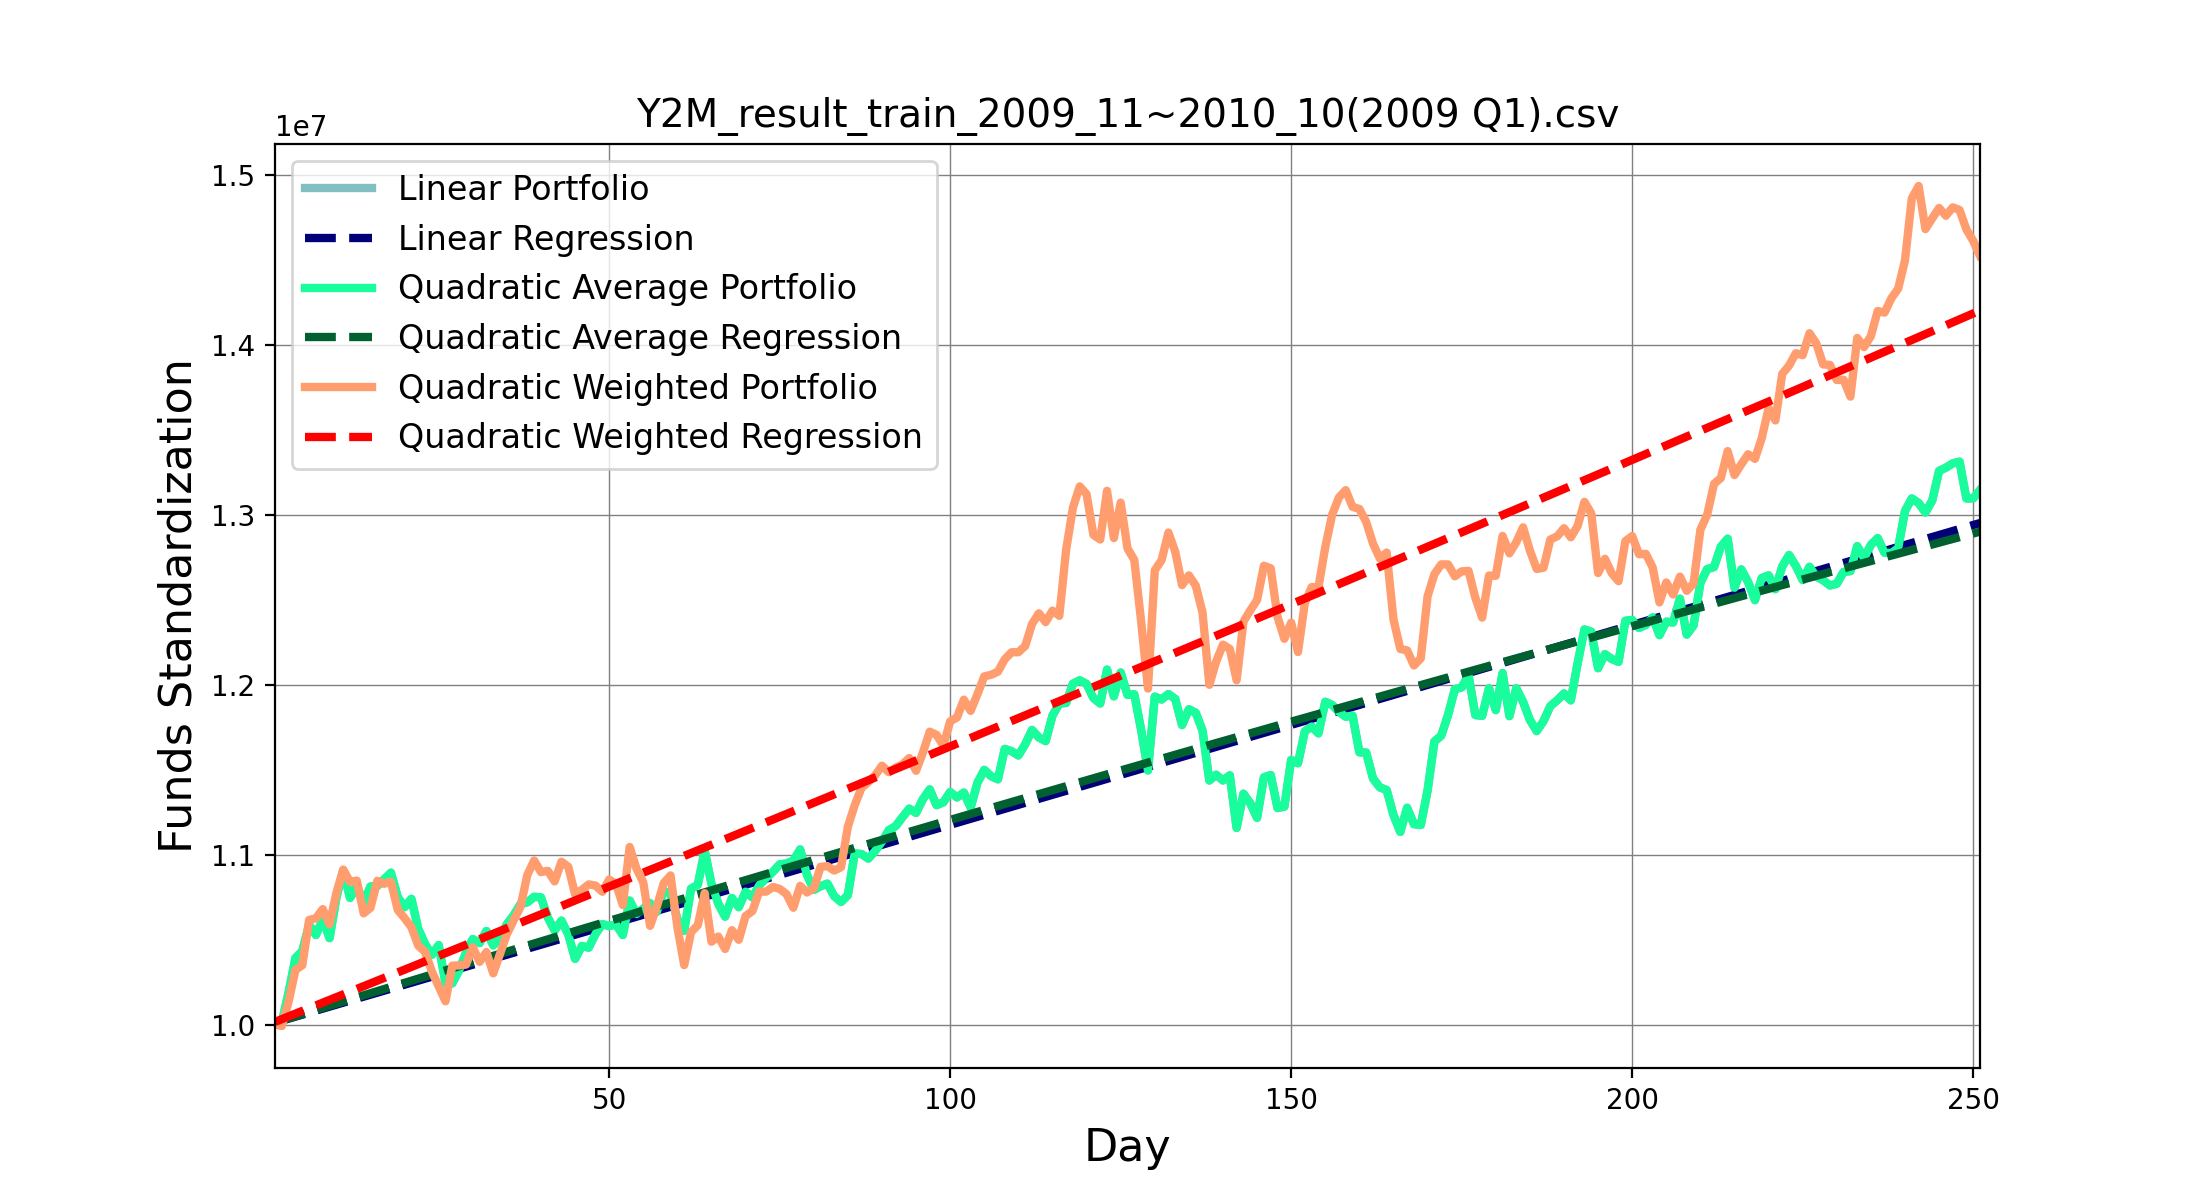 Y2M_result_train_2009_11~2010_10(2009 Q1).csv
1e7
1.5
1.4
1.3
1.2
1.1
1.0
Funds Standardization
Linear Portfolio
Linear Regression
Quadratic Average Portfolio
Quadratic Average Regression
Quadratic Weighted Portfolio
Quadratic Weighted Regression
50 100 150 200 250
Day